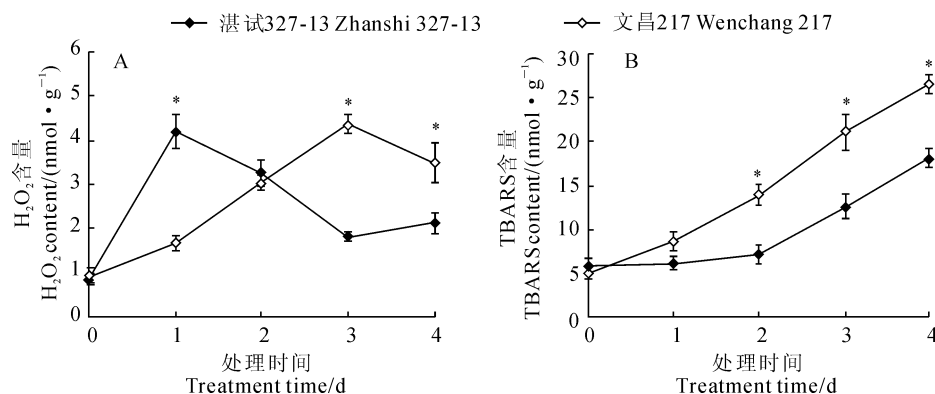 湛试327-13 Zhanshi 327-13
文昌217 Wenchang 217
A
H₂O₂含量
H₂O₂ content/(nmol·g⁻¹)
6
5
4
3
2
1
0
*
*
*
0 1 2 3 4
处理时间
Treatment time/d
B
TBARS含量
TBARS content/(nmol·g⁻¹)
30
25
20
15
10
5
0
*
*
*
0 1 2 3 4
处理时间
Treatment time/d